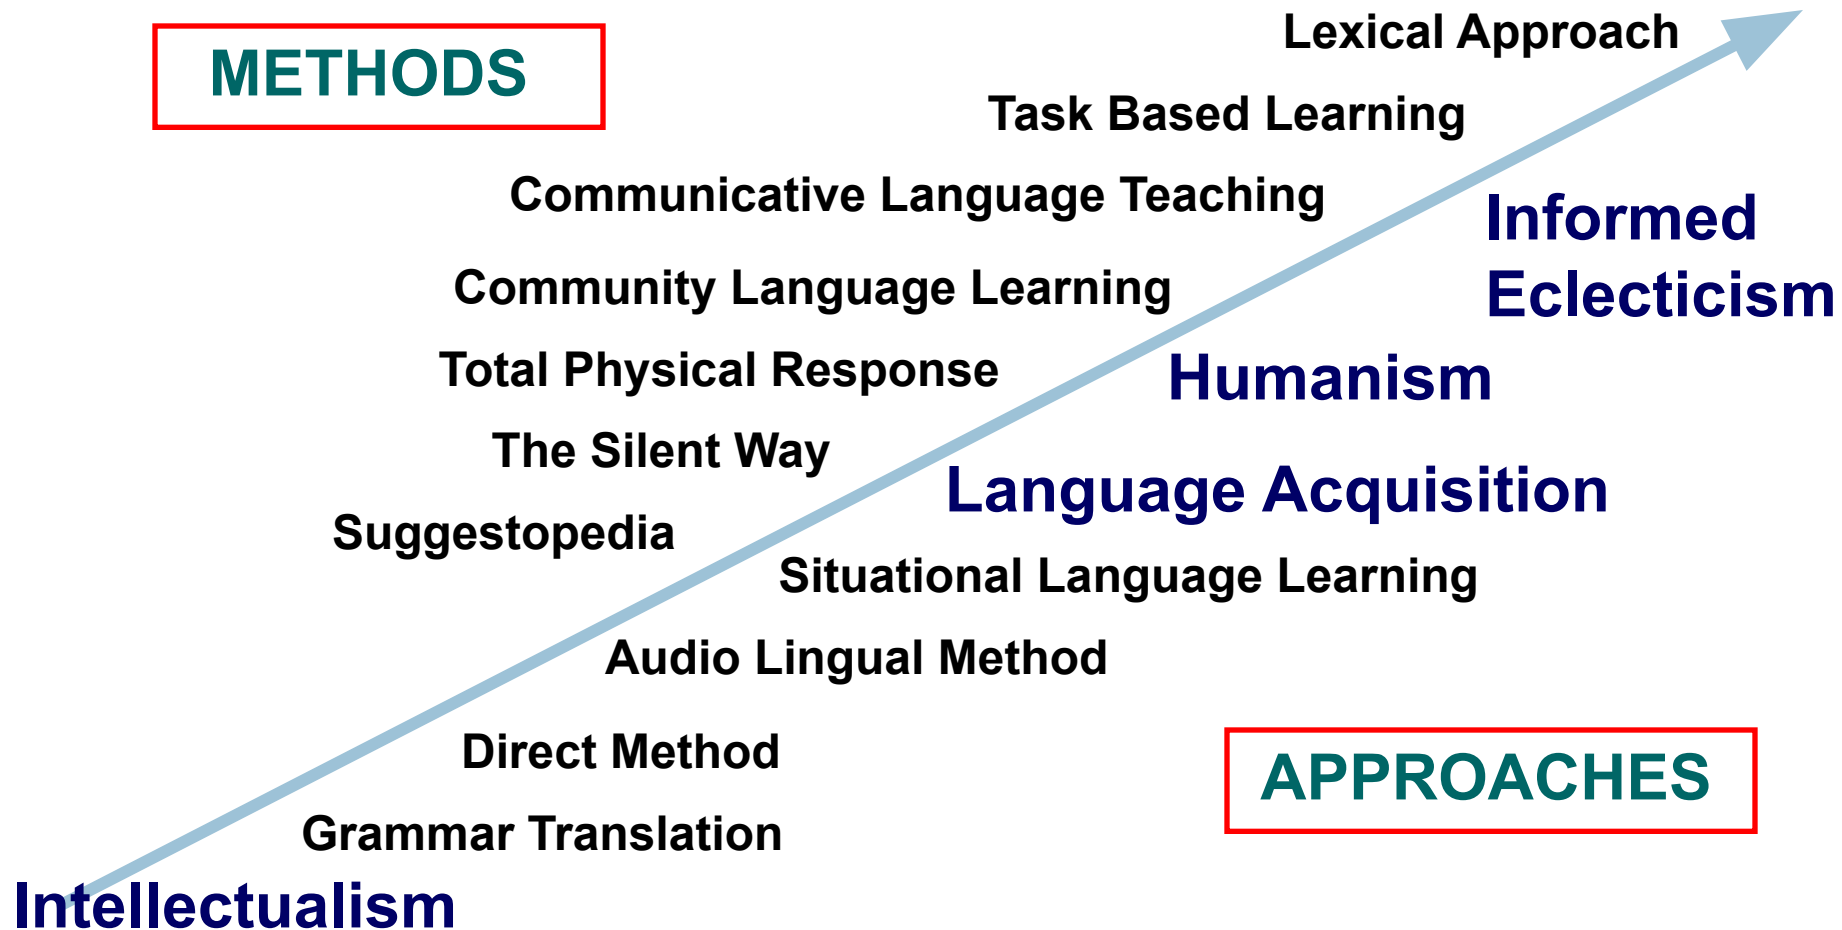 Lexical Approach
METHODS
Task Based Learning
Communicative Language Teaching
Informed
Eclecticism
Community Language Learning
Total Physical Response
Humanism
The Silent Way
Language Acquisition
Suggestopedia
Situational Language Learning
Audio Lingual Method
Direct Method
APPROACHES
Grammar Translation
Intellectualism